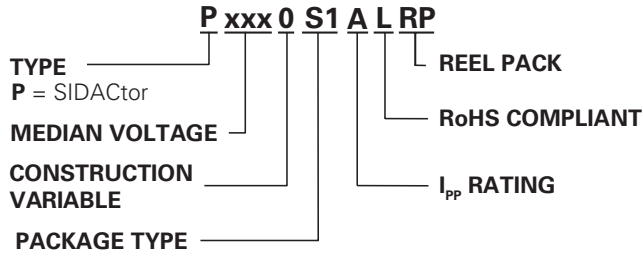 P xxx 0 S1 A L RP
TYPE
P = SIDACtor
MEDIAN VOLTAGE
CONSTRUCTION
VARIABLE
PACKAGE TYPE
REEL PACK
RoHS COMPLIANT
IPP RATING